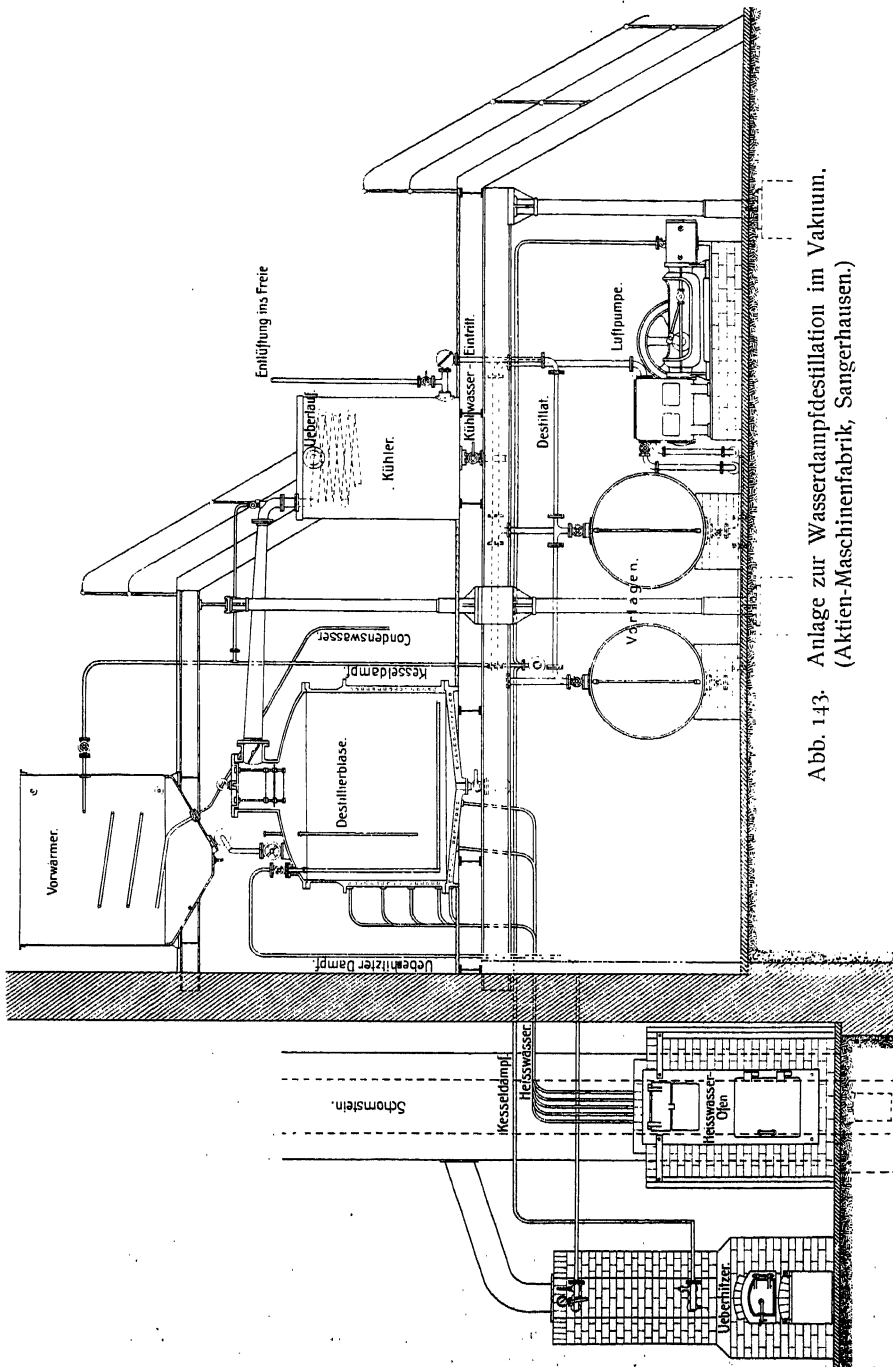 Vorwärmer.
Entlüftung ins Freie
Ueberlauf.
Kühler.
Kühlwasser-Eintritt.
Condenswasser.
Kesseldampf
Destillierblase.
Ueberhitzter Dampf
Destillat.
Luftpumpe.
Vorlagen.
Schornstein.
Kesseldampf.
Heisswasser.
Heisswasser-
Ofen
Ueberhitzer.
Abb. 143. Anlage zur Wasserdampfdestillation im Vakuum.
(Aktien-Maschinenfabrik, Sangerhausen.)